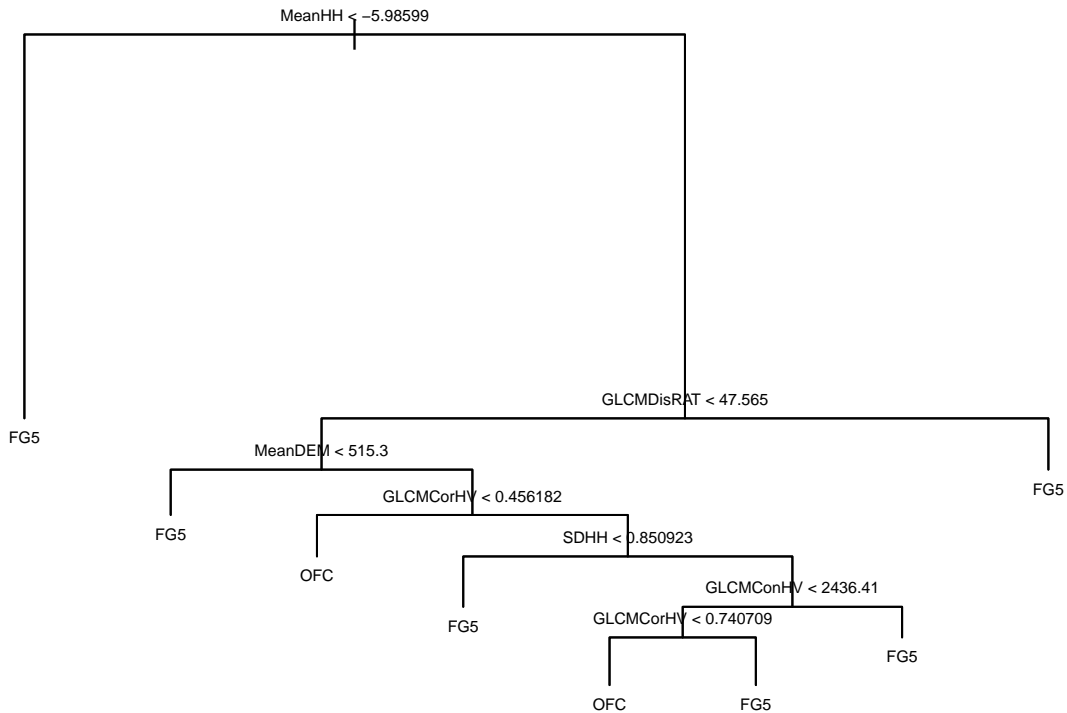 MeanHH < −5.98599
GLCMDisRAT < 47.565
FG5
MeanDEM < 515.3
FG5
GLCMCorHV < 0.456182
FG5
SDHH < 0.850923
OFC
GLCMConHV < 2436.41
GLCMCorHV < 0.740709
FG5
FG5
OFC
FG5